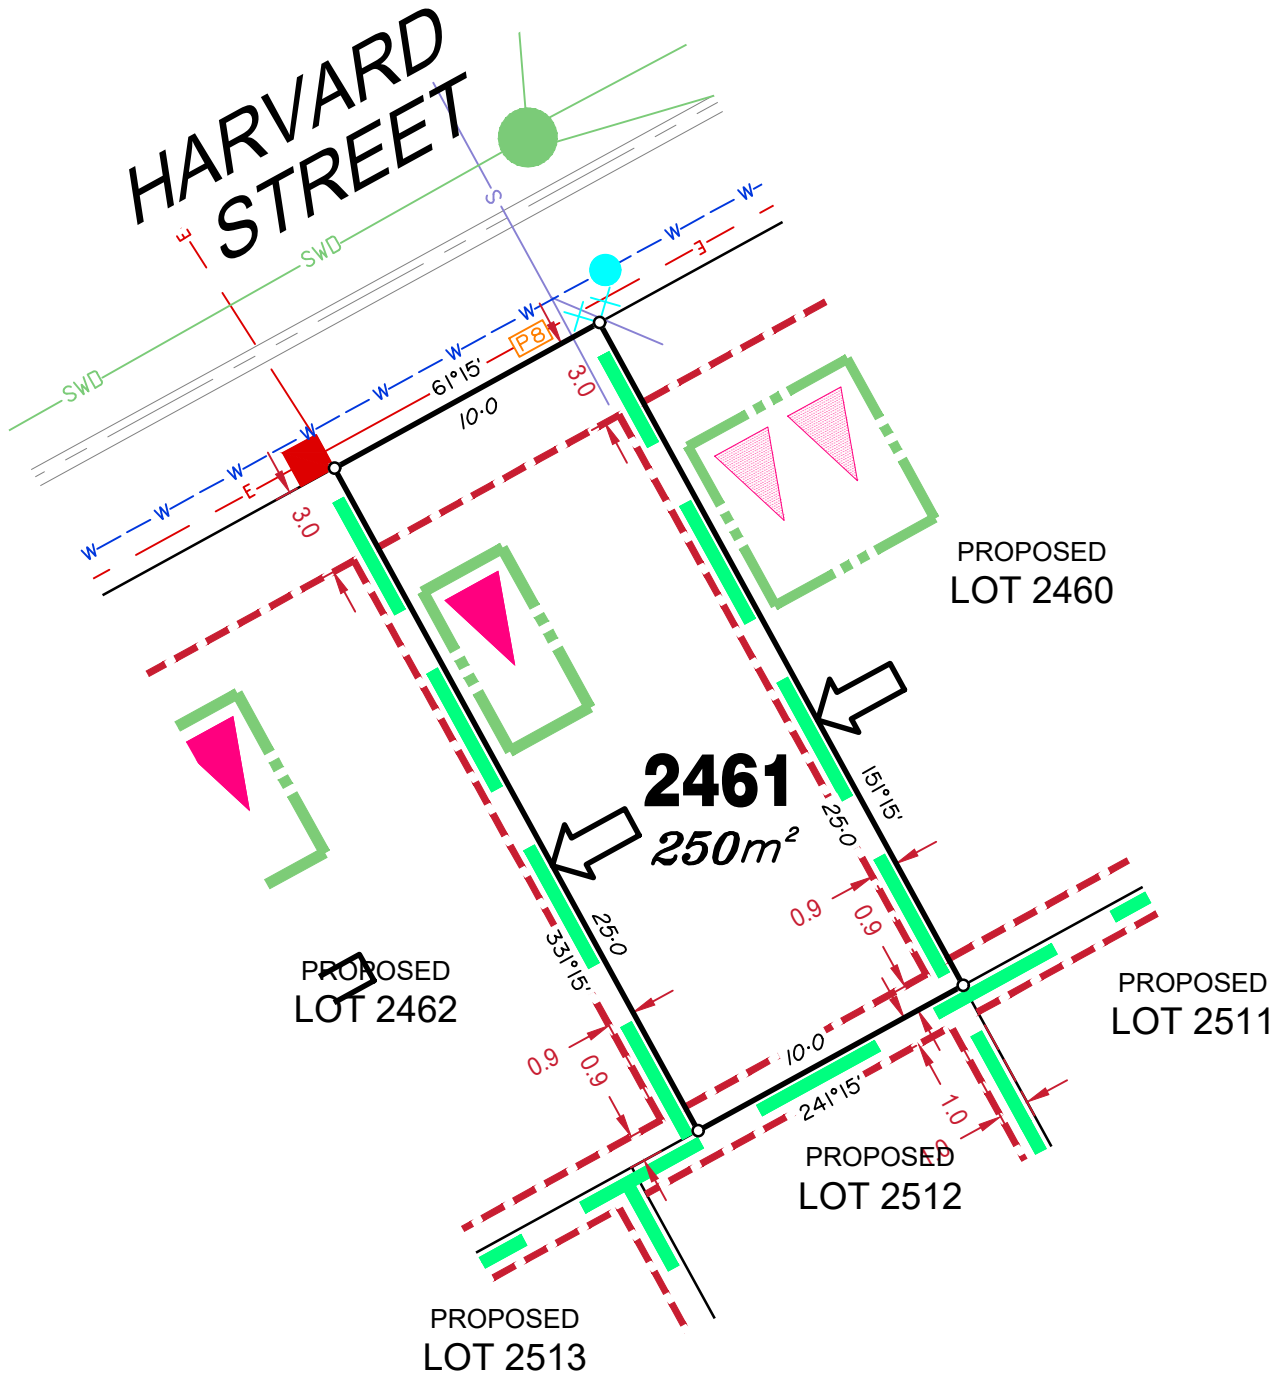 HARVARD
STREET
E
S
SWD
W
W
E
W
P8
W
61°15'
3.0
10·0
W
SWD
W
W
E
W
3.0
W
PROPOSED
LOT 2460
2461
250m²
151°15'
25·0
0.9
0.9
25·0
331°15'
PROPOSED
LOT 2462
PROPOSED
LOT 2511
10·0
0.9
0.9
241°15'
1.0
1.0
PROPOSED
LOT 2512
PROPOSED
LOT 2513